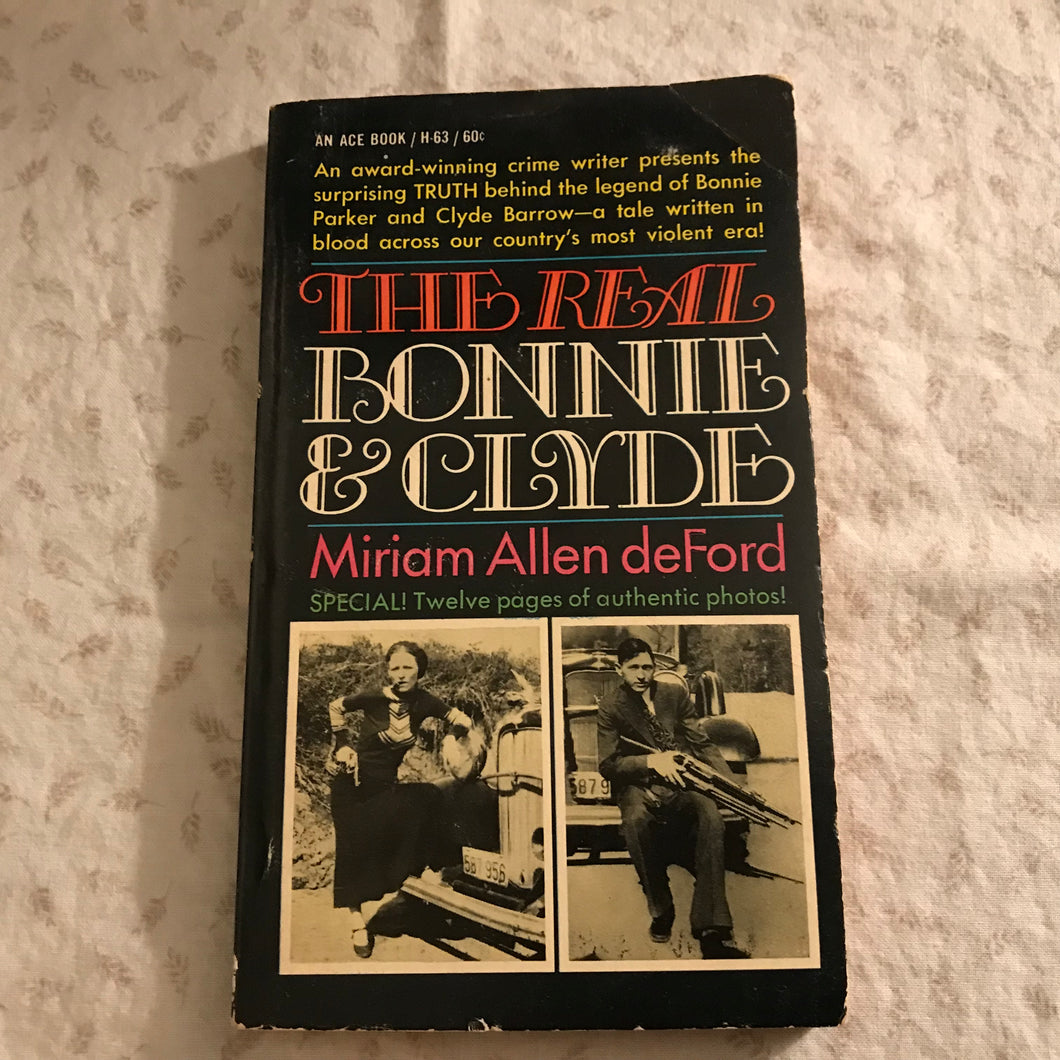 AN ACE BOOK / H-63 / 60¢
An award-winning crime writer presents the
surprising TRUTH behind the legend of Bonnie
Parker and Clyde Barrow—a tale written in
blood across our country's most violent era!
THE REAL
BONNIE
& CLYDE
Miriam Allen deFord
SPECIAL! Twelve pages of authentic photos!
587 956
587 9